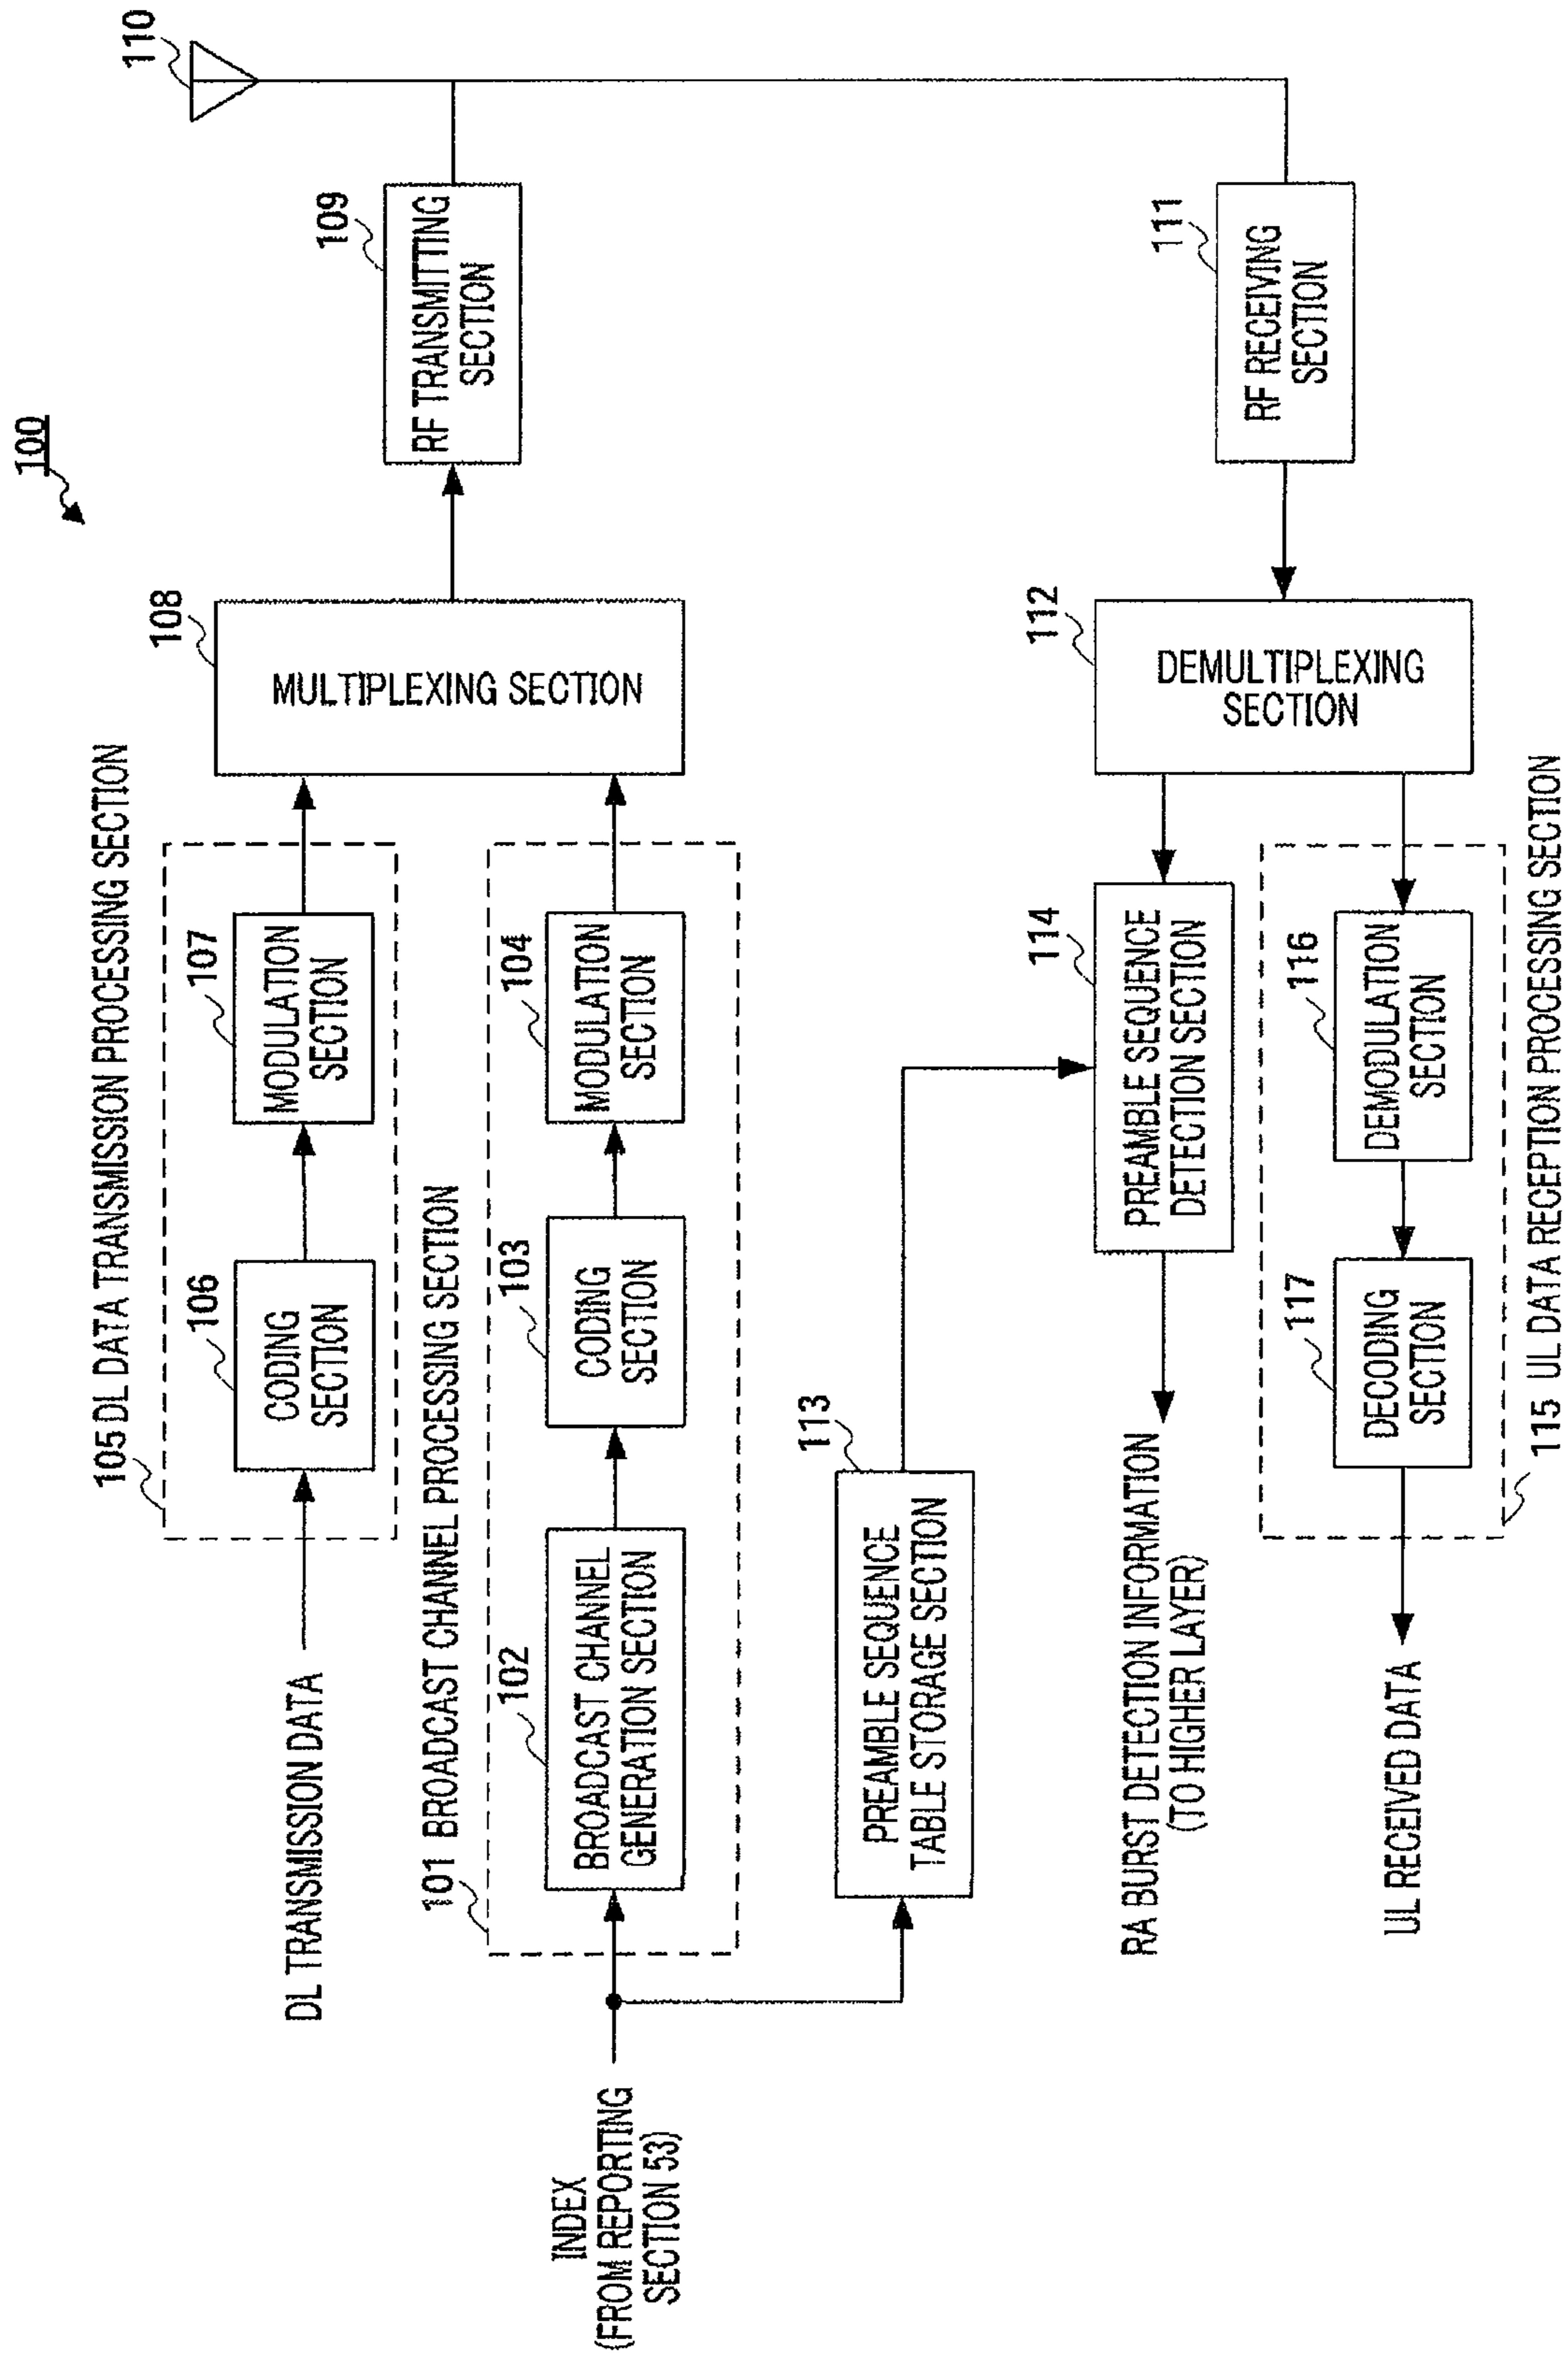 100
105 DL DATA TRANSMISSION PROCESSING SECTION
DL TRANSMISSION DATA
106
CODING
SECTION
107
MODULATION
SECTION
108
MULTIPLEXING SECTION
109
RF TRANSMITTING
SECTION
110
101 BROADCAST CHANNEL PROCESSING SECTION
INDEX
(FROM REPORTING
SECTION 53)
102
BROADCAST CHANNEL
GENERATION SECTION
103
CODING
SECTION
104
MODULATION
SECTION
113
PREAMBLE SEQUENCE
TABLE STORAGE SECTION
RA BURST DETECTION INFORMATION
(TO HIGHER LAYER)
114
PREAMBLE SEQUENCE
DETECTION SECTION
112
DEMULTIPLEXING
SECTION
111
RF RECEIVING
SECTION
UL RECEIVED DATA
117
DECODING
SECTION
116
DEMODULATION
SECTION
115 UL DATA RECEPTION PROCESSING SECTION